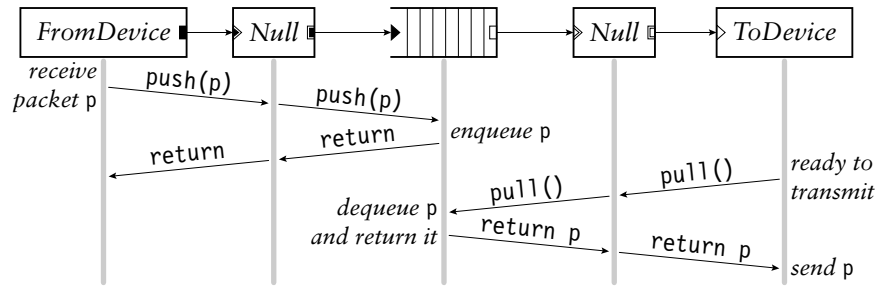 FromDevice
Null
Null
ToDevice
receive
packet p
push(p)
push(p)
enqueue p
return
return
ready to
transmit
pull()
pull()
dequeue p
and return it
return p
return p
send p